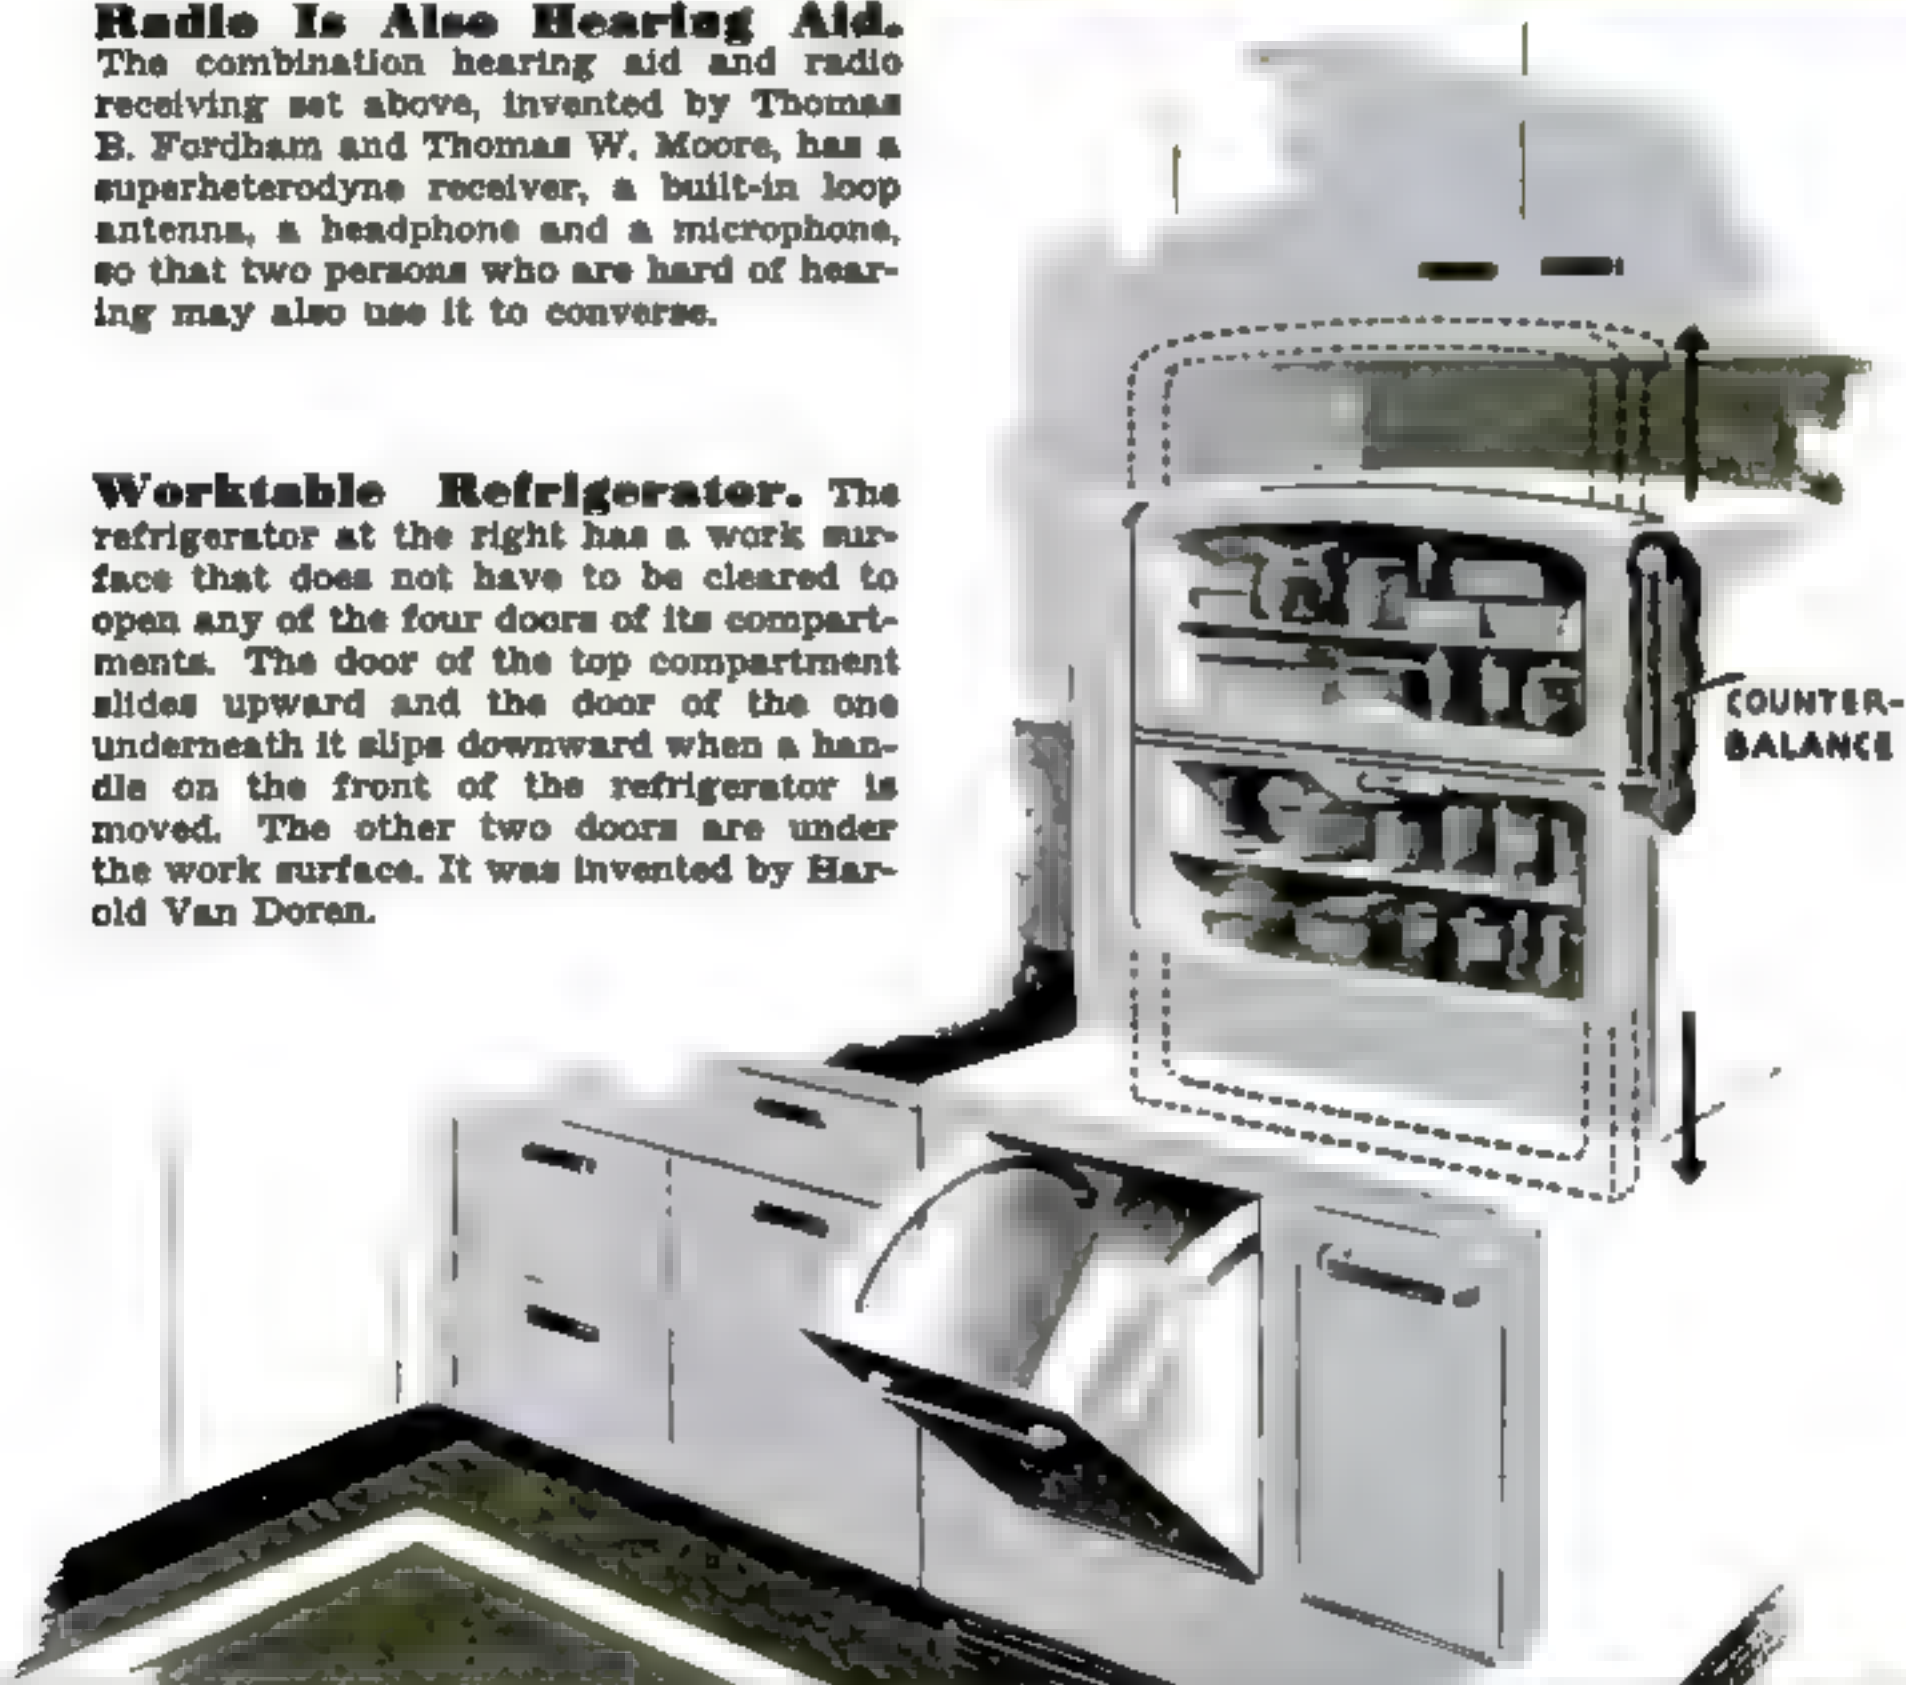 Radio Is Also Hearing Aid.
The combination hearing aid and radio
receiving set above, invented by Thomas
B. Fordham and Thomas W. Moore, has a
superheterodyne receiver, a built-in loop
antenna, a headphone and a microphone,
so that two persons who are hard of hear-
ing may also use it to converse.
Worktable Refrigerator. The
refrigerator at the right has a work sur-
face that does not have to be cleared to
open any of the four doors of its compart-
ments. The door of the top compartment
slides upward and the door of the one
underneath it slips downward when a han-
dle on the front of the refrigerator is
moved. The other two doors are under
the work surface. It was invented by Har-
old Van Doren.
COUNTER-
BALANCE